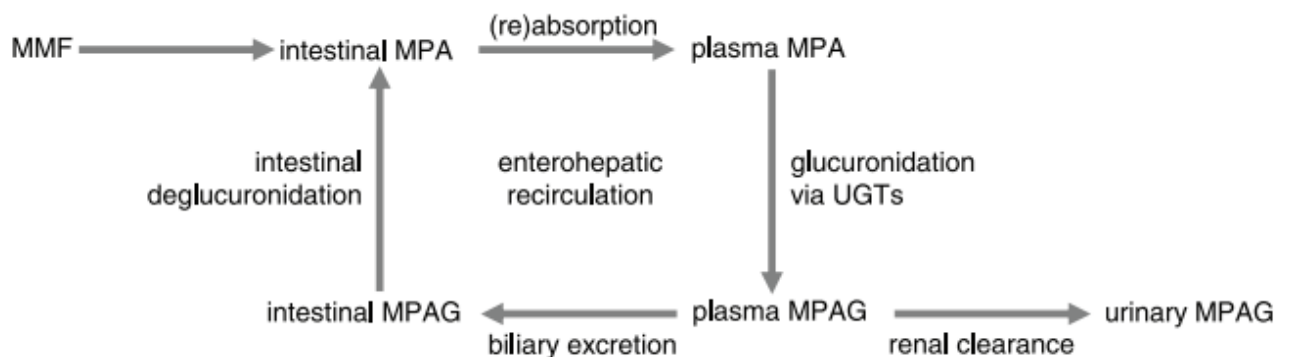 (re)absorption
MMF
intestinal MPA
plasma MPA
intestinal
deglucuronidation
enterohepatic
recirculation
glucuronidation
via UGTs
intestinal MPAG
plasma MPAG
urinary MPAG
biliary excretion
renal clearance